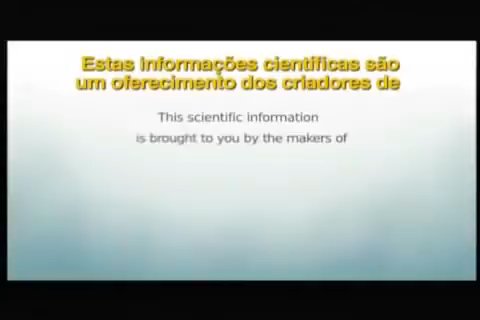 Estas informações científicas são
um oferecimento dos criadores de
This scientific information
is brought to you by the makers of